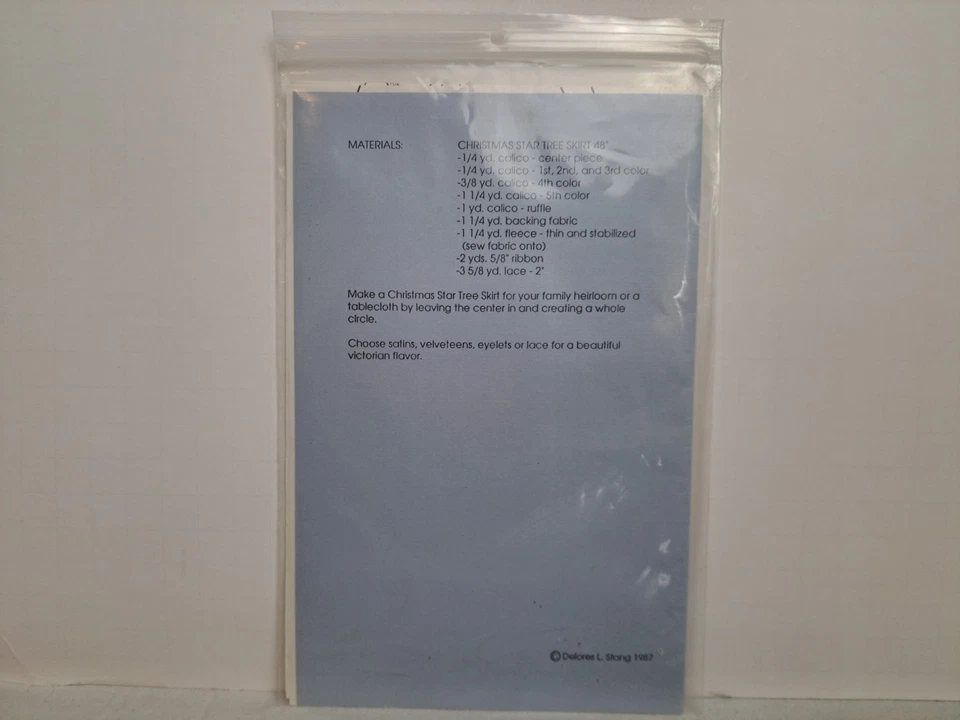 MATERIALS: CHRISTMAS STAR TREE SKIRT 48"
-1/4 yd. calico - center piece
-1/4 yd. calico - 1st, 2nd, and 3rd color
-3/8 yd. calico - 4th color
-1 1/4 yd. calico - 5th color
-1 yd. calico - ruffle
-1 1/4 yd. backing fabric
-1 1/4 yd. fleece - thin and stabilized
(sew fabric onto)
-2 yds. 5/8" ribbon
-3 5/8 yd. lace - 2"
Make a Christmas Star Tree Skirt for your family heirloom or a
tablecloth by leaving the center in and creating a whole
circle.
Choose satins, velveteens, eyelets or lace for a beautiful
victorian flavor.
© Delores L. Stang 1987